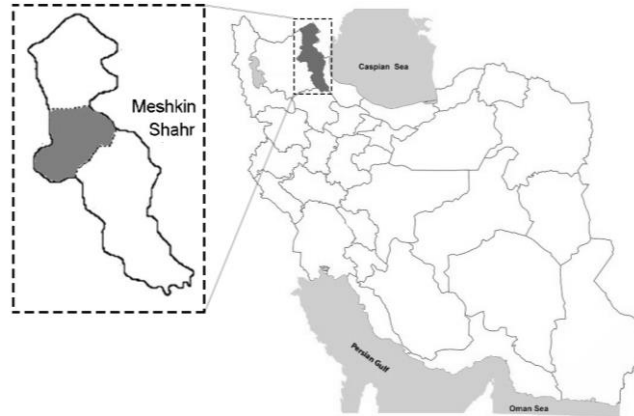 Caspian Sea
Meshkin
Shahr
Persian Gulf
Oman Sea